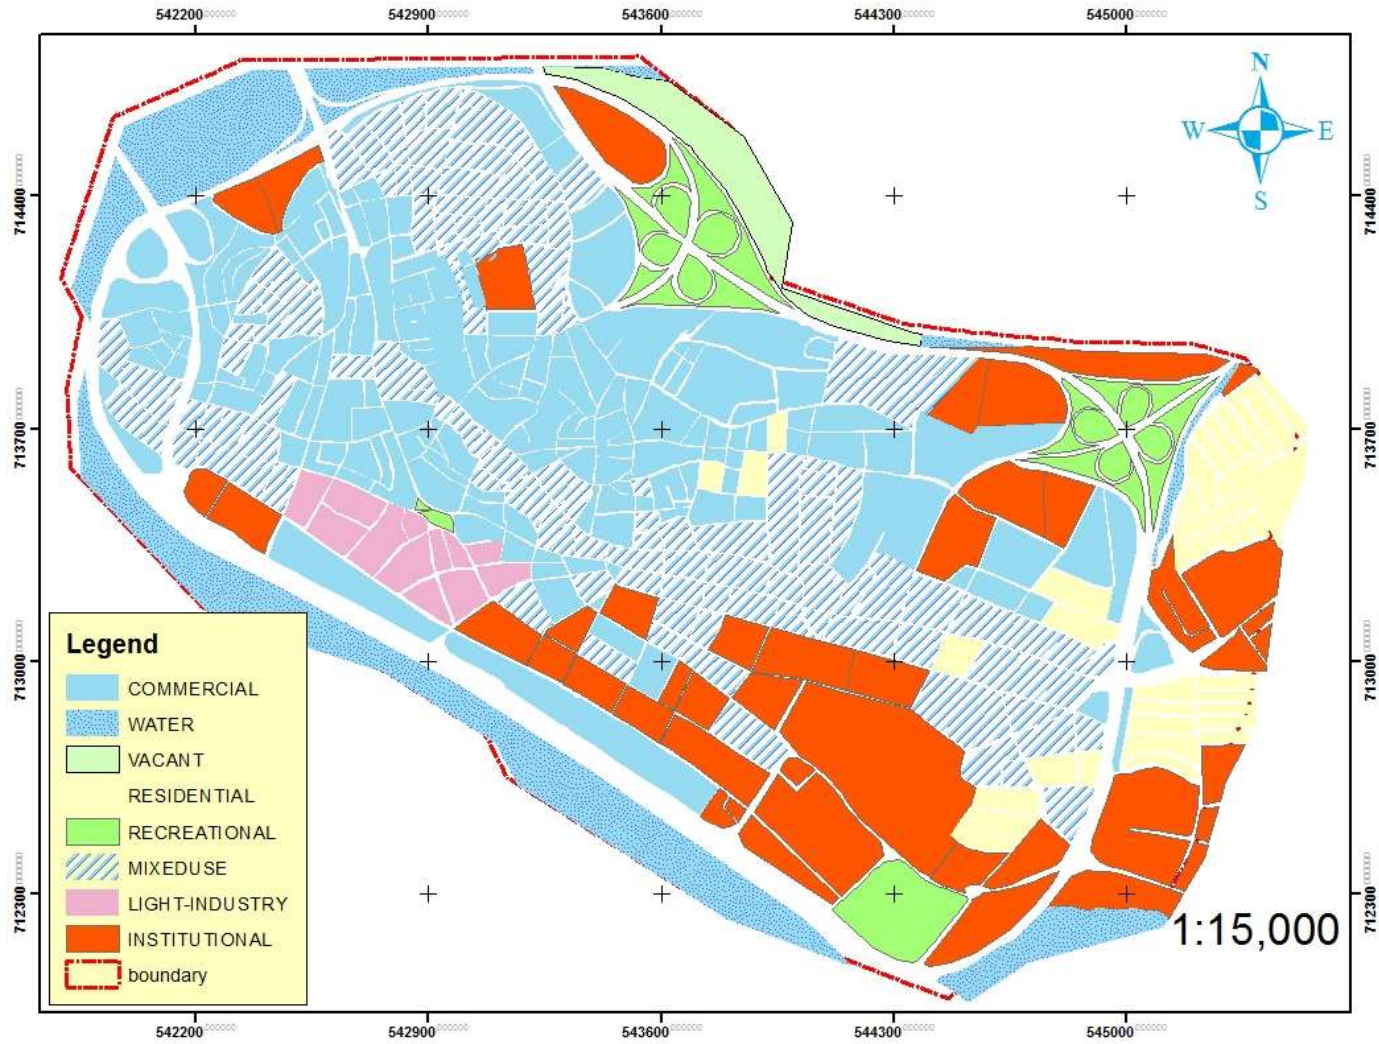 542200 542900 543600 544300 545000
N
W E
S
714400 714400
713700 713700
713000 713000
712300 712300
Legend
COMMERCIAL
WATER
VACANT
RESIDENTIAL
RECREATIONAL
MIXEDUSE
LIGHT-INDUSTRY
INSTITUTIONAL
boundary
1:15,000
542200 542900 543600 544300 545000